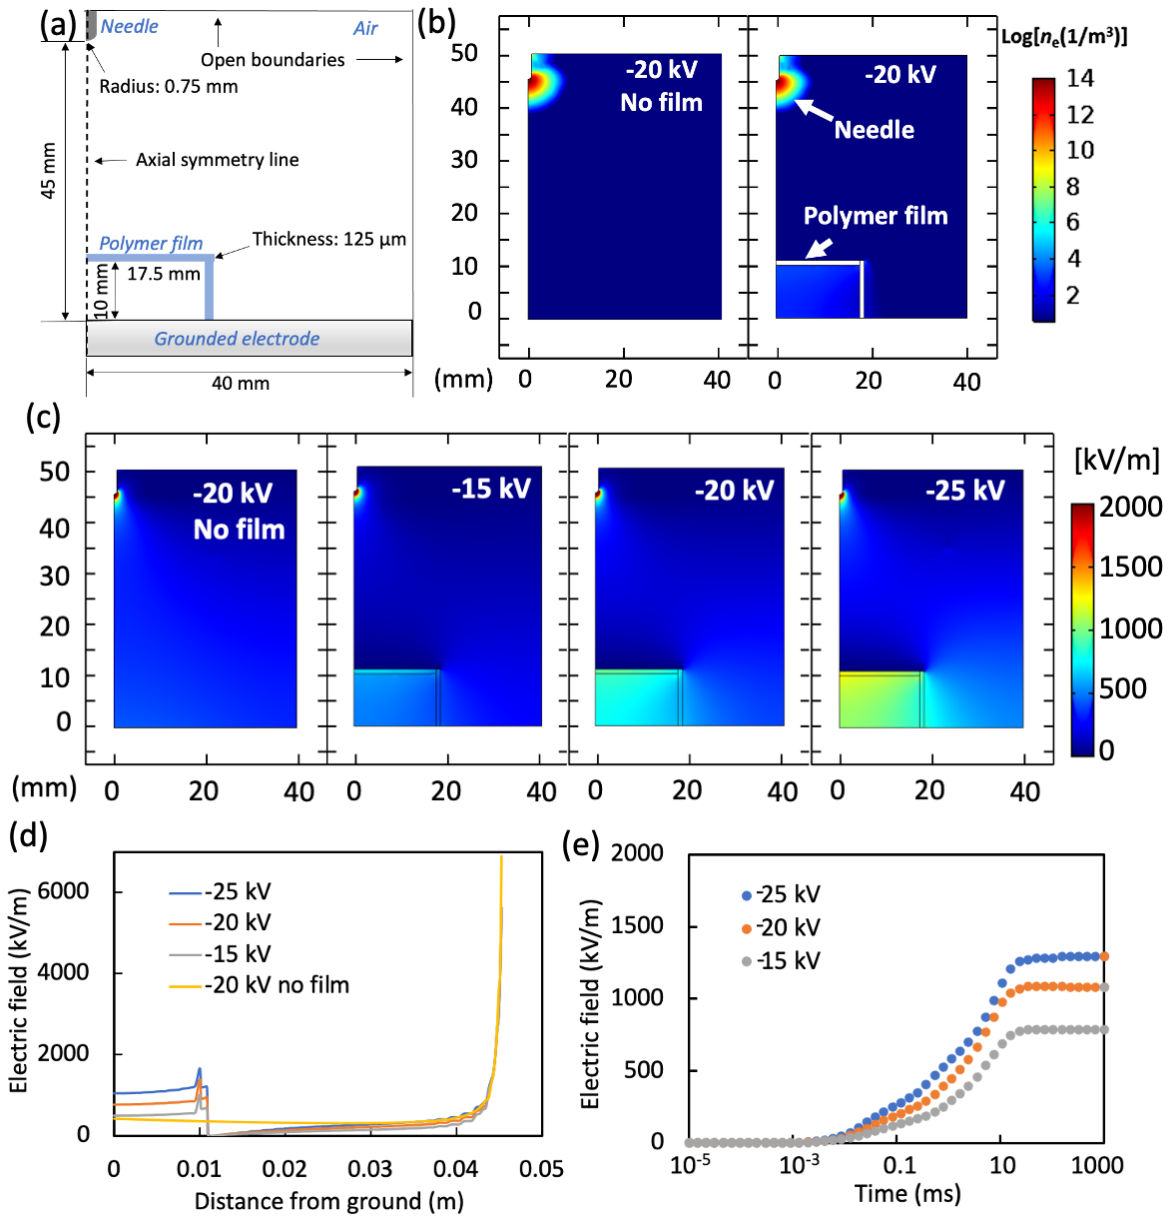 (a)
Needle
Air
Open boundaries
Radius: 0.75 mm
45 mm
Axial symmetry line
Polymer film
Thickness: 125 µm
10 mm
17.5 mm
Grounded electrode
40 mm
(b)
Log[nₑ(1/m³)]
-20 kV
No film
-20 kV
Needle
Polymer film
50
40
30
20
10
0
(mm)
0
20
40
0
20
40
14
12
10
8
6
4
2
(c)
-20 kV
No film
-15 kV
-20 kV
-25 kV
50
40
30
20
10
0
(mm)
0
20
40
0
20
40
0
20
40
0
20
40
[kV/m]
2000
1500
1000
500
0
(d)
Electric field (kV/m)
6000
4000
2000
0
-25 kV
-20 kV
-15 kV
-20 kV no film
0
0.01
0.02
0.03
0.04
0.05
Distance from ground (m)
(e)
Electric field (kV/m)
2000
1500
1000
500
0
-25 kV
-20 kV
-15 kV
10⁻⁵
10⁻³
0.1
10
1000
Time (ms)